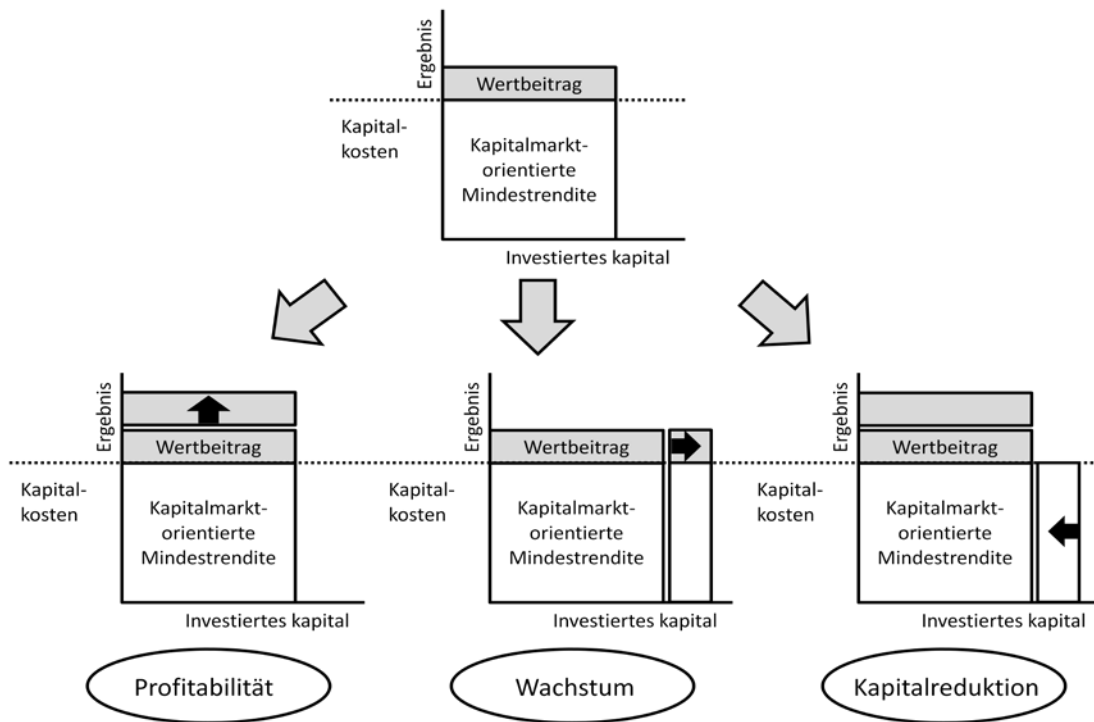 Ergebnis
Wertbeitrag
Kapital-
kosten
Kapitalmarkt-
orientierte
Mindestrendite
Investiertes kapital
Ergebnis
Wertbeitrag
Kapital-
kosten
Kapitalmarkt-
orientierte
Mindestrendite
Investiertes kapital
Profitabilität
Ergebnis
Wertbeitrag
Kapital-
kosten
Kapitalmarkt-
orientierte
Mindestrendite
Investiertes kapital
Wachstum
Ergebnis
Wertbeitrag
Kapital-
kosten
Kapitalmarkt-
orientierte
Mindestrendite
Investiertes kapital
Kapitalreduktion